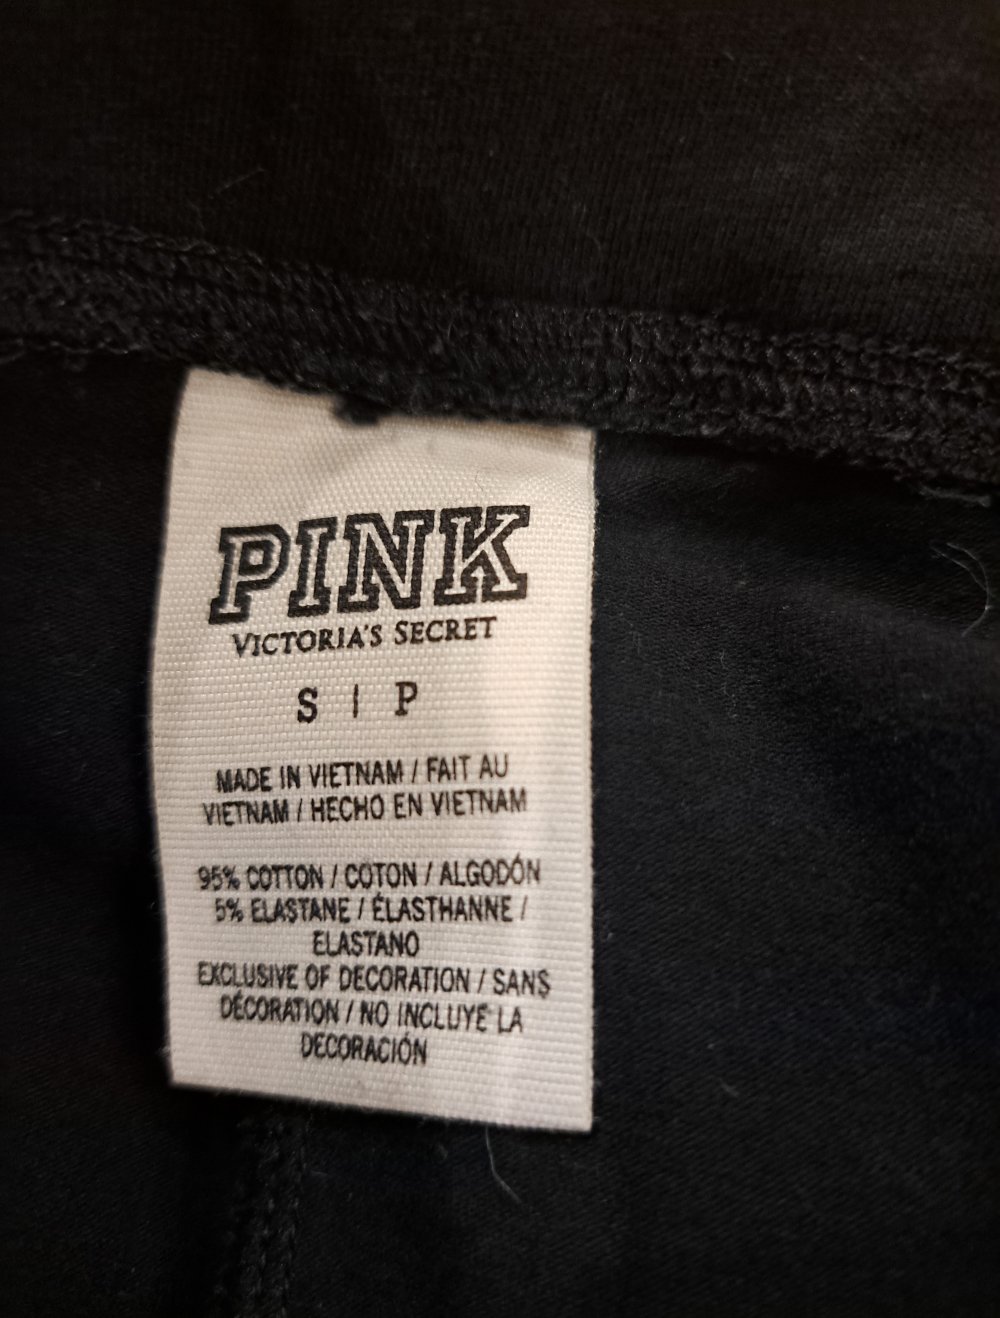 PINK
VICTORIA'S SECRET
S | P
MADE IN VIETNAM / FAIT AU
VIETNAM / HECHO EN VIETNAM
95% COTTON / COTON / ALGODÓN
5% ELASTANE / ÉLASTHANNE /
ELASTANO
EXCLUSIVE OF DECORATION / SANS
DÉCORATION / NO INCLUYE LA
DECORACIÓN